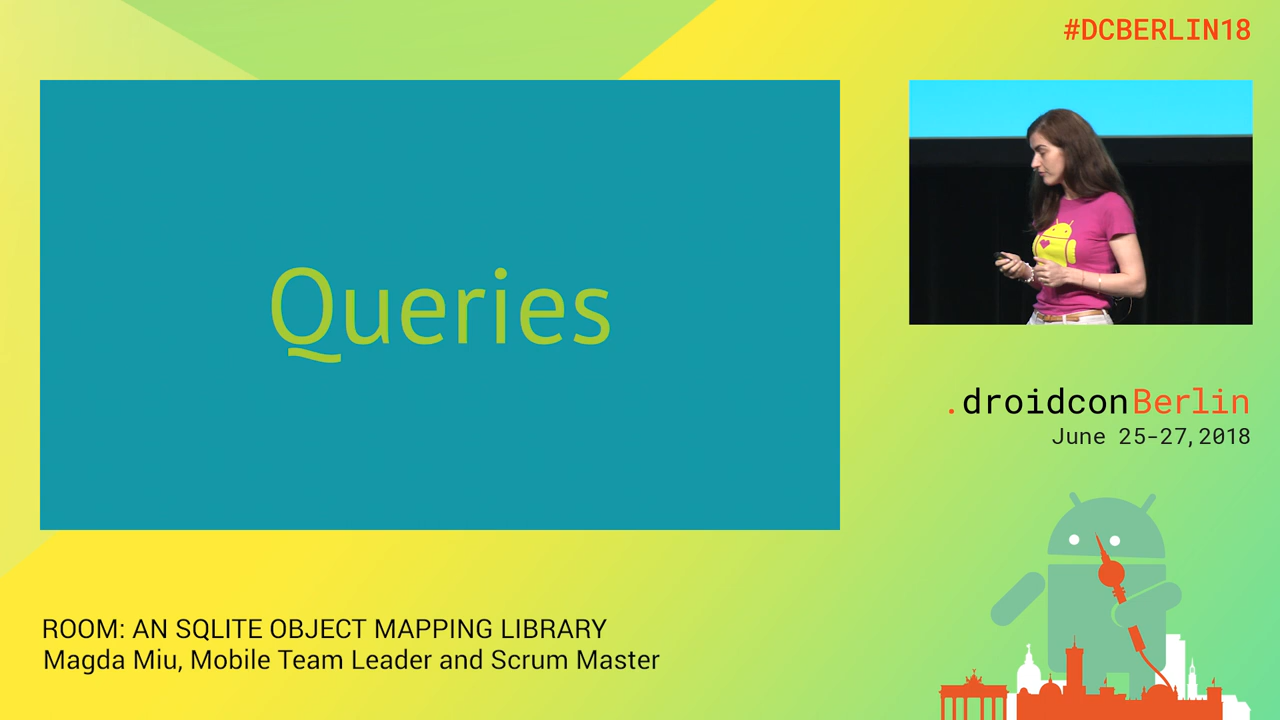 #DCBERLIN18
Queries
.droidconBerlin
June 25-27, 2018
ROOM: AN SQLITE OBJECT MAPPING LIBRARY
Magda Miu, Mobile Team Leader and Scrum Master